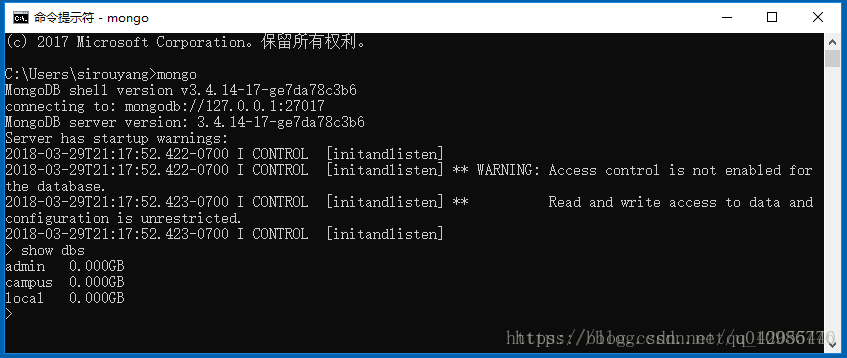 命令提示符 - mongo
(c) 2017 Microsoft Corporation。保留所有权利。
C:\Users\sirouyang>mongo
MongoDB shell version v3.4.14-17-ge7da78c3b6
connecting to: mongodb://127.0.0.1:27017
MongoDB server version: 3.4.14-17-ge7da78c3b6
Server has startup warnings:
2018-03-29T21:17:52.422-0700 I CONTROL  [initandlisten]
2018-03-29T21:17:52.422-0700 I CONTROL  [initandlisten] ** WARNING: Access control is not enabled for
the database.
2018-03-29T21:17:52.423-0700 I CONTROL  [initandlisten] **          Read and write access to data and
configuration is unrestricted.
2018-03-29T21:17:52.423-0700 I CONTROL  [initandlisten]
> show dbs
admin   0.000GB
campus  0.000GB
local   0.000GB
>
https://blog.csdn.net/